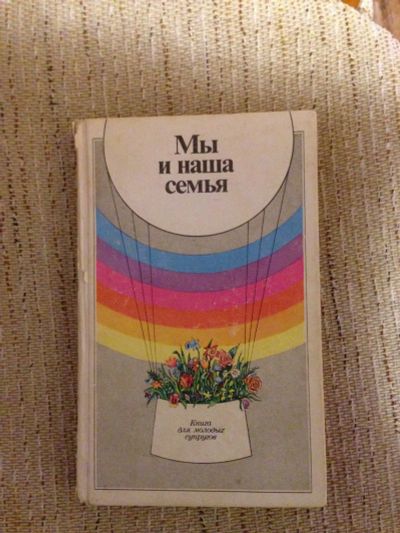 Мы
и наша
семья
Книга
для молодых
супругов